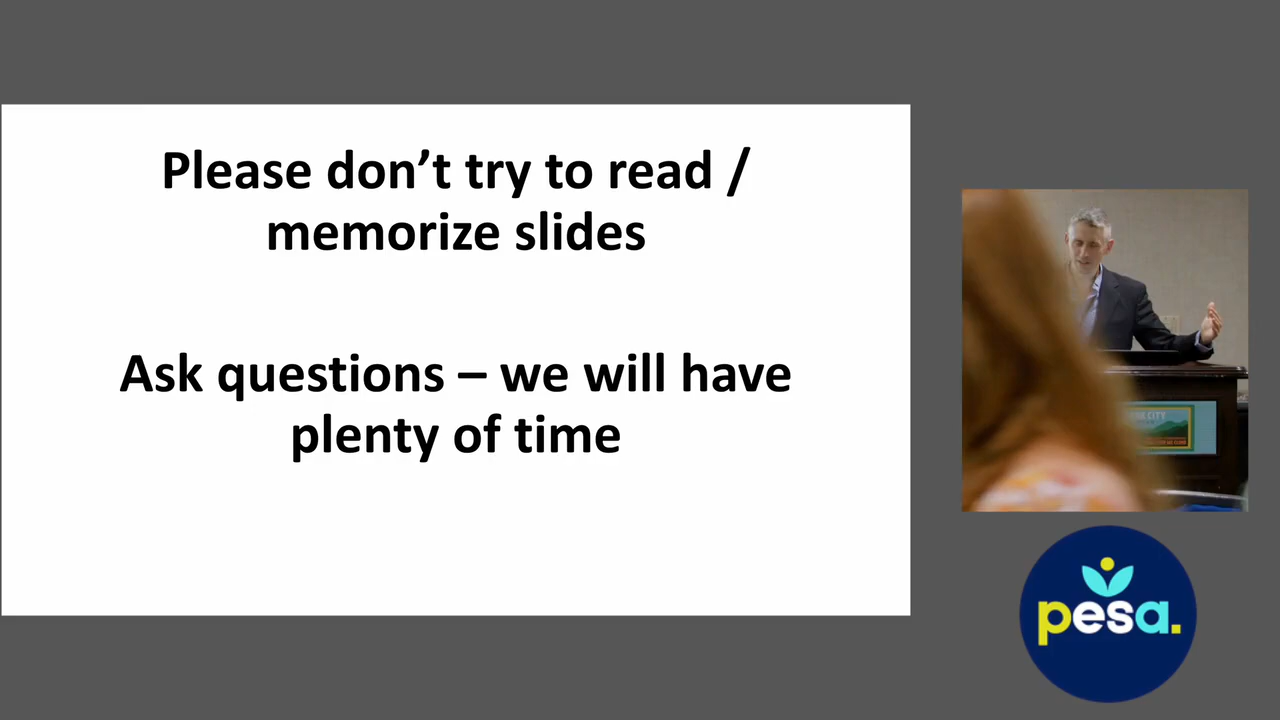 Please don’t try to read /
memorize slides
Ask questions – we will have
plenty of time
pesa.